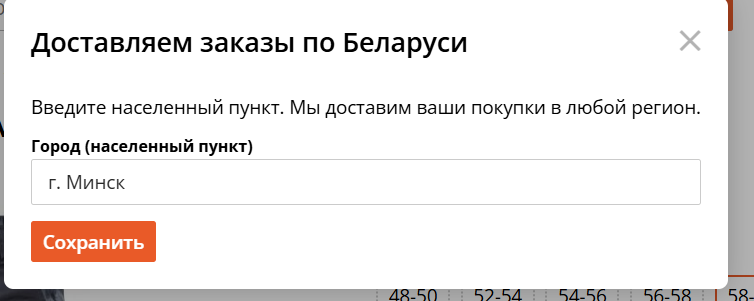 Доставляем заказы по Беларуси
Введите населенный пункт. Мы доставим ваши покупки в любой регион.
Город (населенный пункт)
г. Минск
Сохранить
48-50 52-54 54-56 56-58 58-